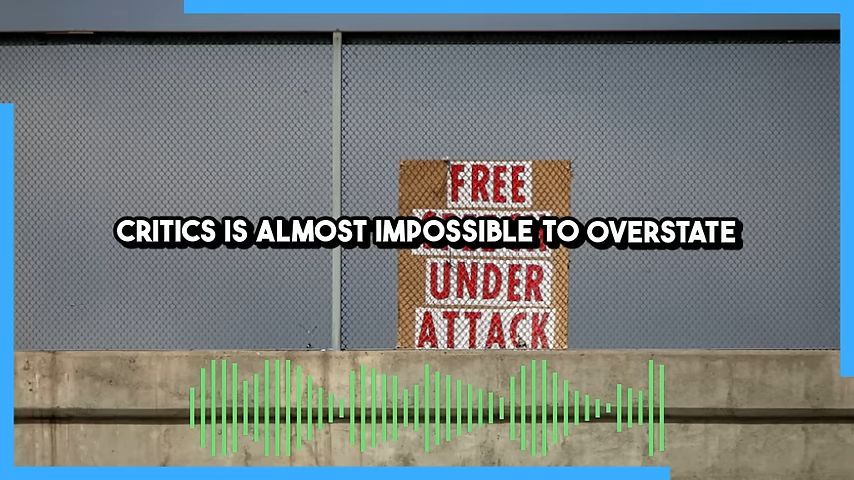 FREE
CRITICS IS ALMOST IMPOSSIBLE TO OVERSTATE
UNDER
ATTACK